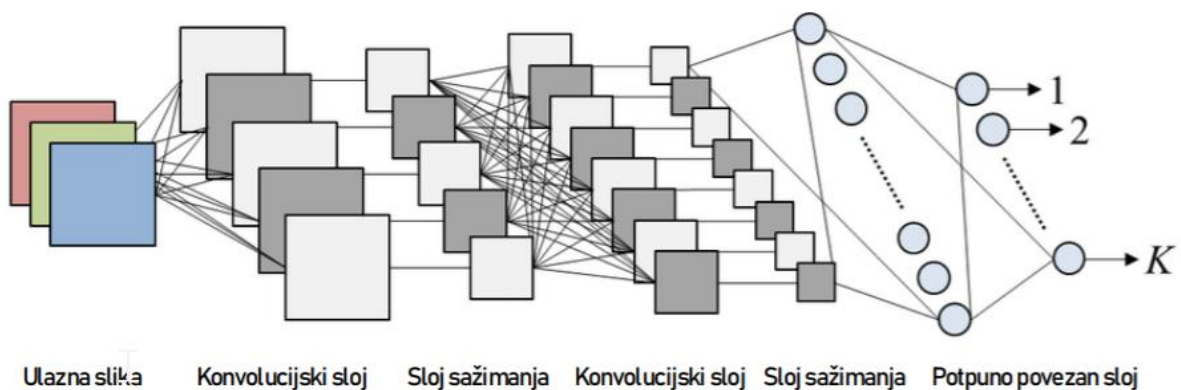 1
2
K
Ulazna slika
Konvolucijski sloj
Sloj sažimanja
Konvolucijski sloj
Sloj sažimanja
Potpuno povezan sloj